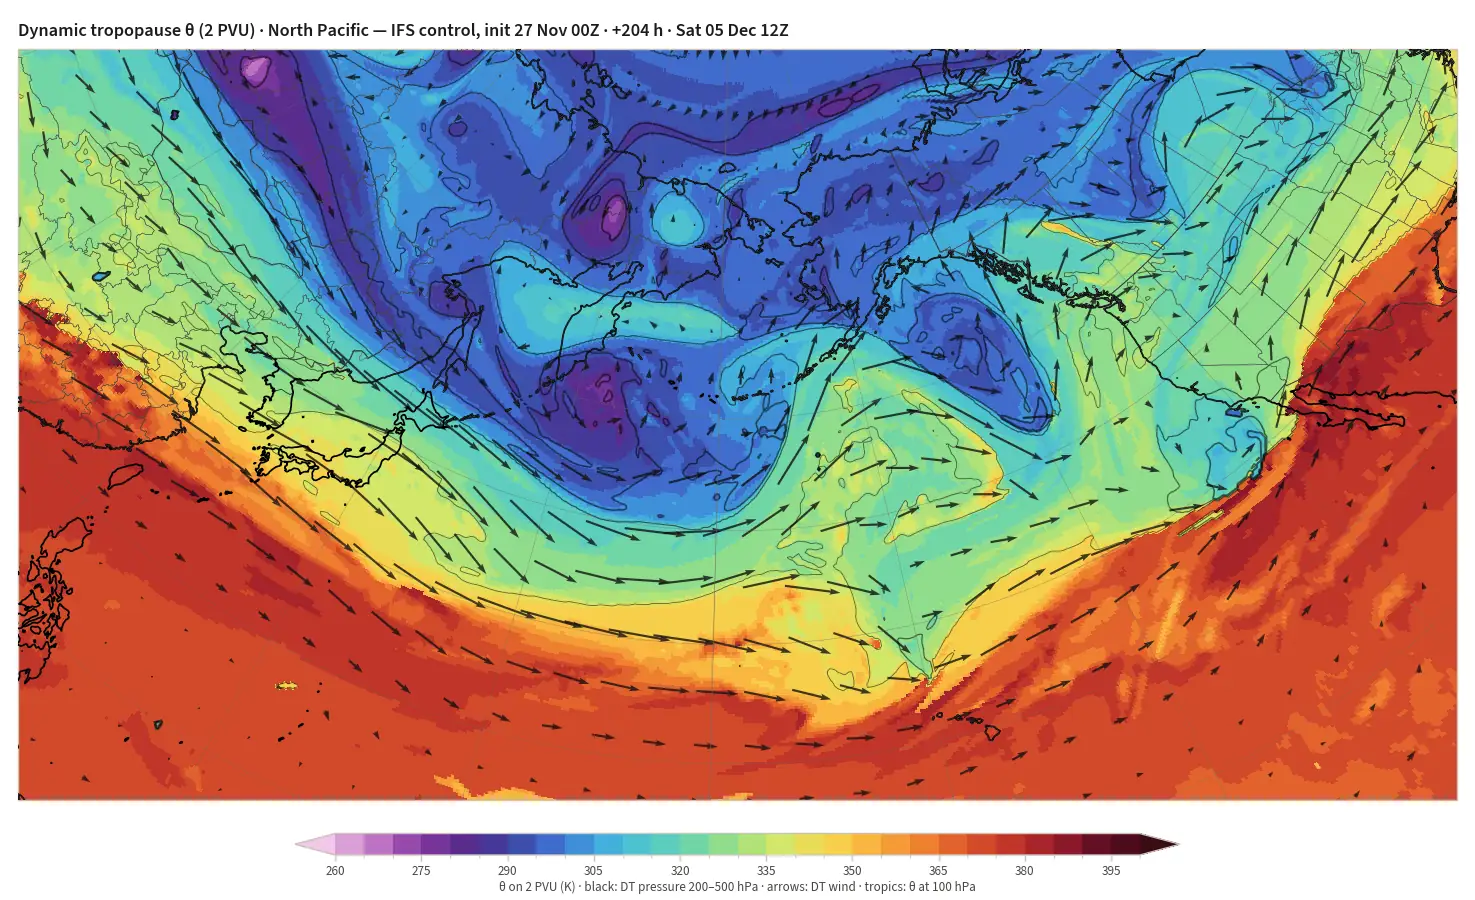 Dynamic tropopause θ (2 PVU) · North Pacific — IFS control, init 27 Nov 00Z · +204 h · Sat 05 Dec 12Z
260 275 290 305 320 335 350 365 380 395
θ on 2 PVU (K) · black: DT pressure 200–500 hPa · arrows: DT wind · tropics: θ at 100 hPa